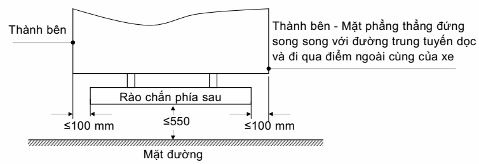 Thành bên
Thành bên - Mặt phẳng thẳng đứng
song song với đường trung tuyến dọc
và đi qua điểm ngoài cùng của xe
Rào chắn phía sau
≤100 mm
≤550
≤100 mm
Mặt đường